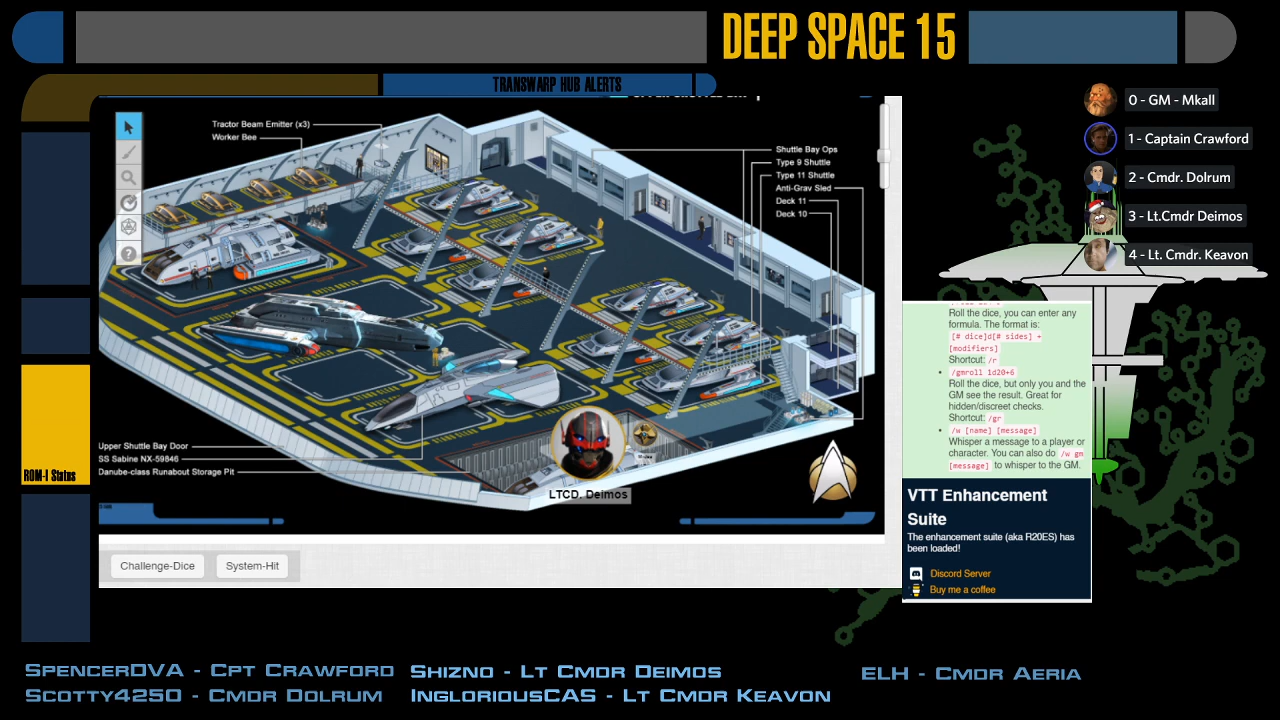 DEEP SPACE 15
TRANSWARP HUB ALERTS
0 - GM - Mkall
1 - Captain Crawford
2 - Cmdr. Dolrum
3 - Lt.Cmdr Deimos
4 - Lt. Cmdr. Keavon
Tractor Beam Emitter (x3)
Worker Bee
Shuttle Bay Ops
Type 9 Shuttle
Type 11 Shuttle
Anti-Grav Sled
Deck 11
Deck 10
Upper Shuttle Bay Door
SS Sabine NX-59846
Danube-class Runabout Storage Pit
LTCD. Deimos
ROM-I Status
Challenge-Dice
System-Hit
Roll the dice, you can enter any
formula. The format is:
[# dice]d[# sides] +
[modifiers]
Shortcut: /r
• /gmroll 1d20+6
Roll the dice, but only you and the
GM see the result. Great for
hidden/discreet checks.
Shortcut: /gr
• /w [name] [message]
Whisper a message to a player or
character. You can also do /w gm
[message] to whisper to the GM.
VTT Enhancement
Suite
The enhancement suite (aka R20ES) has
been loaded!
Discord Server
Buy me a coffee
SpencerDVA - Cpt Crawford
Scotty4250 - Cmor Dolrum
Shizno - Lt Cmor Deimos
IngloriousCAS - Lt Cmor Keavon
ELH - Cmor Aeria